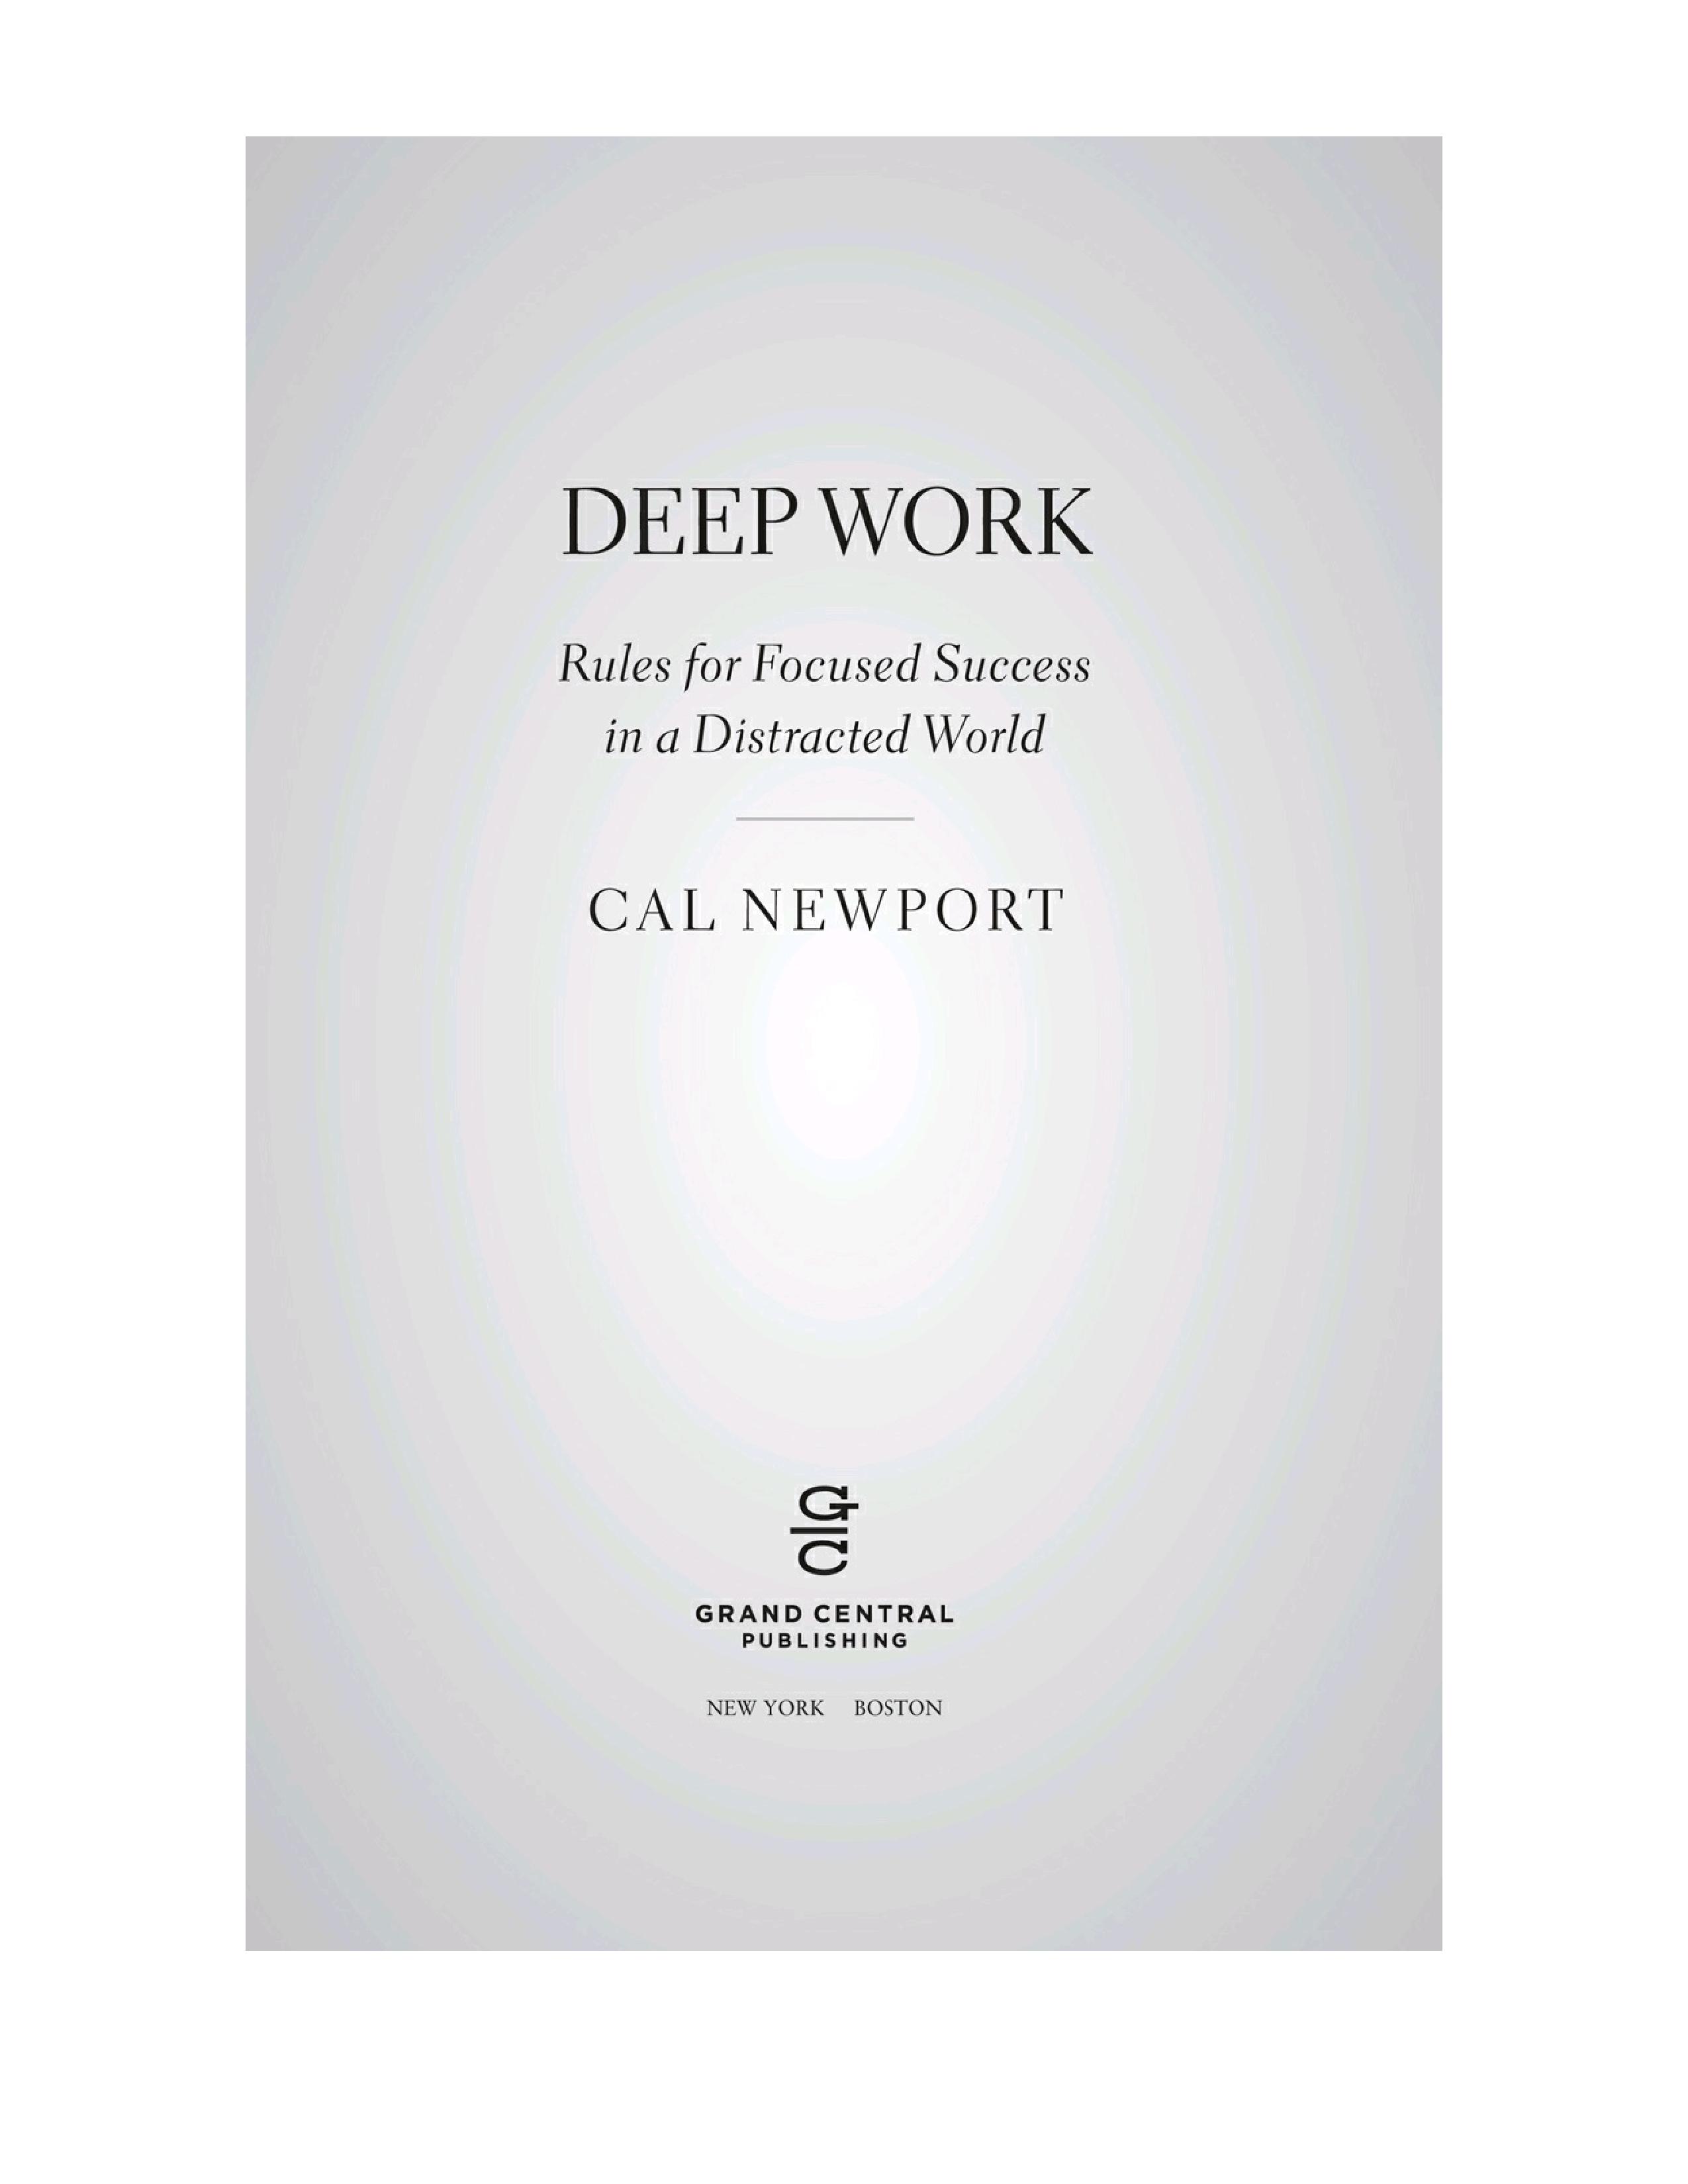 DEEP WORK
Rules for Focused Success
in a Distracted World
CAL NEWPORT
GRAND CENTRAL
PUBLISHING
NEW YORK BOSTON